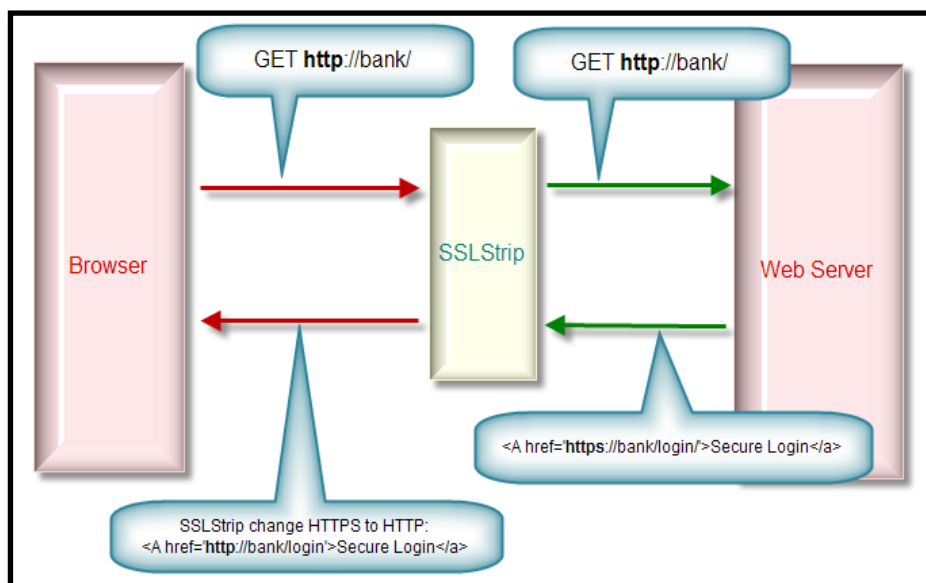 GET http://bank/
GET http://bank/
Browser
SSLStrip
Web Server
<A href='https://bank/login/'>Secure Login</a>
SSLStrip change HTTPS to HTTP:
<A href='http://bank/login'>Secure Login</a>